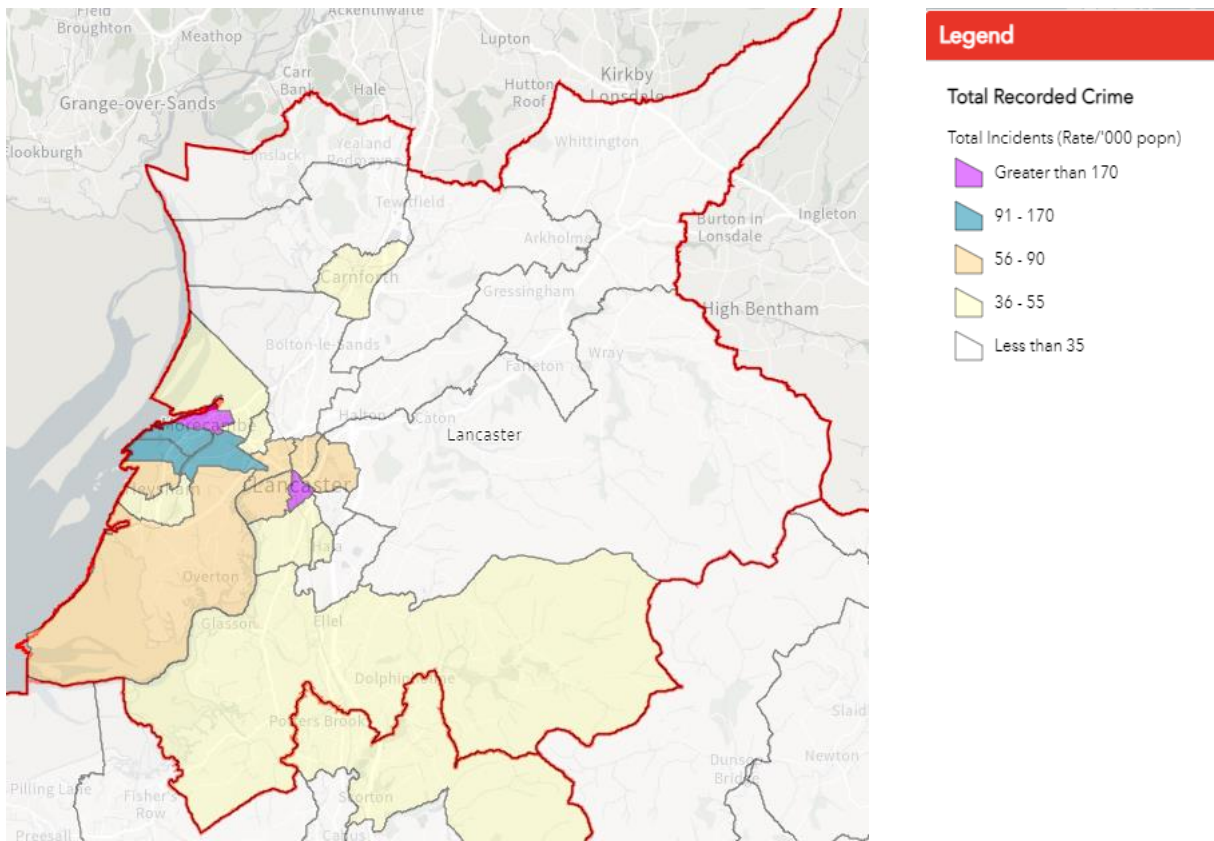 Field
Broughton
Ackenthwaite
Meathop
Lupton
Legend
Carr
Bank
Hale
Hutton
Roof
Kirkby
Lonsdale
Grange-over-Sands
Total Recorded Crime
Total Incidents (Rate/'000 popn)
Flookburgh
Yealand
Redmayne
Whittington
Greater than 170
Tewitfield
91 - 170
Burton in
Lonsdale
Ingleton
Arkholme
56 - 90
Carnforth
Gressingham
36 - 55
High Bentham
Bolton-le-Sands
Wray
Less than 35
Farleton
Halton
Caton
Morecambe
Lancaster
Heysham
Lancaster
Hala
Overton
Glasson
Ellel
Dolphinholme
Potters Brook
Slaid
Dunsop
Bridge
Newton
Pilling Lane
Fisher's
Row
Scorton
Preesall
Cabus